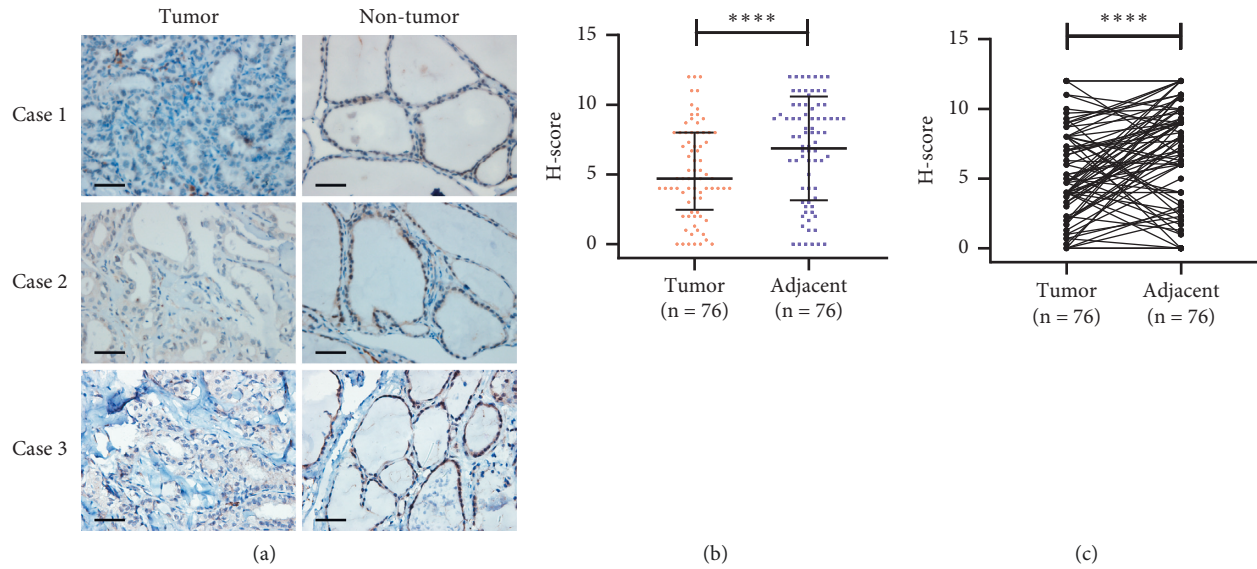 Tumor
Non-tumor
Case 1
Case 2
Case 3
(a)
****
15
10
5
0
H-score
Tumor
(n = 76)
Adjacent
(n = 76)
(b)
****
15
10
5
0
H-score
Tumor
(n = 76)
Adjacent
(n = 76)
(c)